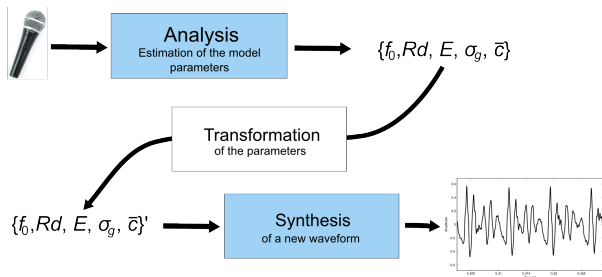 Analysis
Estimation of the model
parameters
{f₀,Rd, E, σg, c̄}
Transformation
of the parameters
{f₀,Rd, E, σg, c̄}'
Synthesis
of a new waveform